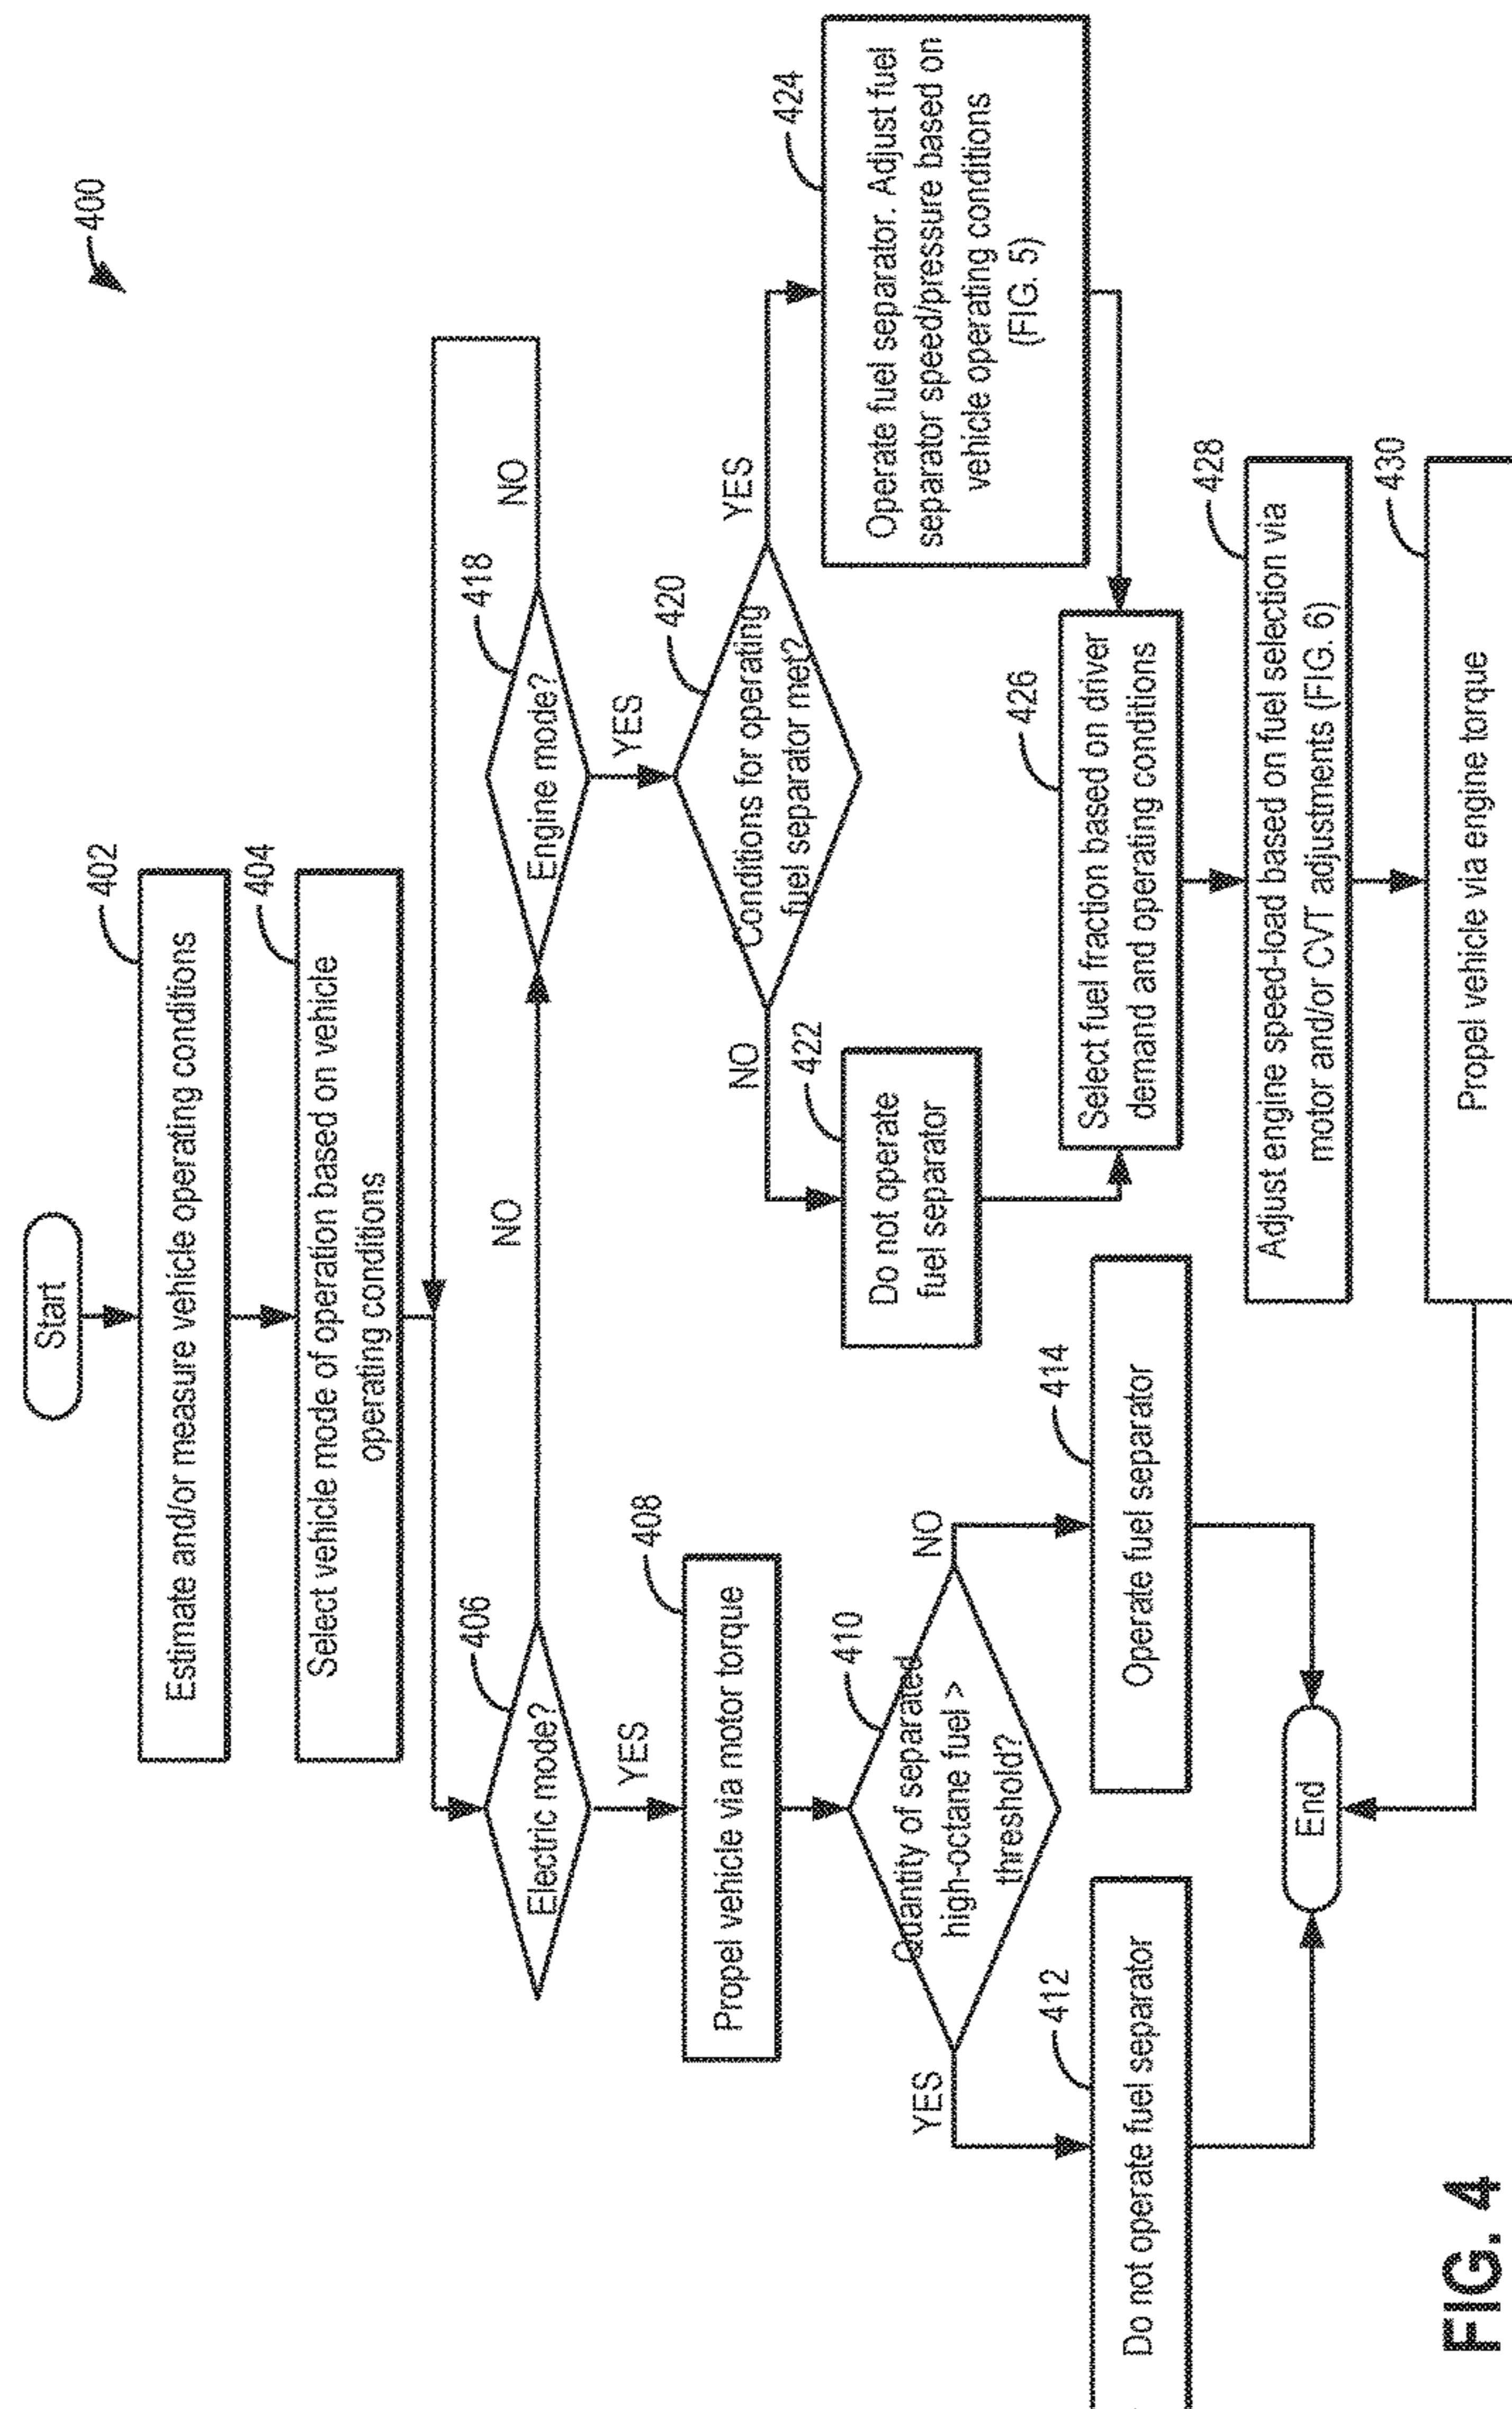 400
Start
402
Estimate and/or measure vehicle operating conditions
404
Select vehicle mode of operation based on vehicle
operating conditions
406
Electric mode?
NO
418
Engine mode?
NO
YES
YES
408
Propel vehicle via motor torque
420
Conditions for operating
fuel separator met?
NO
YES
410
Quantity of separated
high-octane fuel >
threshold?
YES
NO
422
Do not operate
fuel separator
424
Operate fuel separator. Adjust fuel
separator speed/pressure based on
vehicle operating conditions
(FIG. 5)
412
Do not operate fuel separator
414
Operate fuel separator
426
Select fuel fraction based on driver
demand and operating conditions
428
Adjust engine speed-load based on fuel selection via
motor and/or CVT adjustments (FIG. 6)
430
Propel vehicle via engine torque
End
FIG. 4